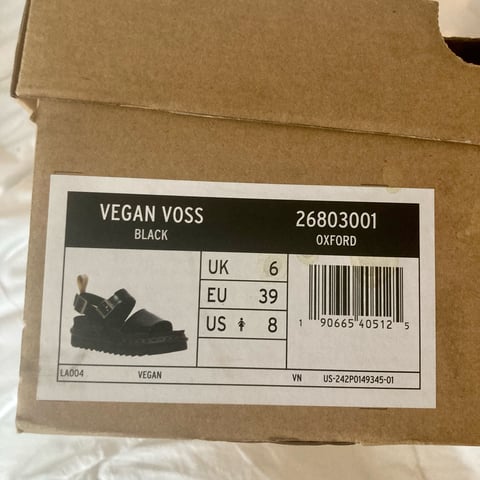 VEGAN VOSS
BLACK
26803001
OXFORD
UK 6
EU 39
US 8
1 90665 40512 5
LA004 VEGAN VN US-242P0149345-01